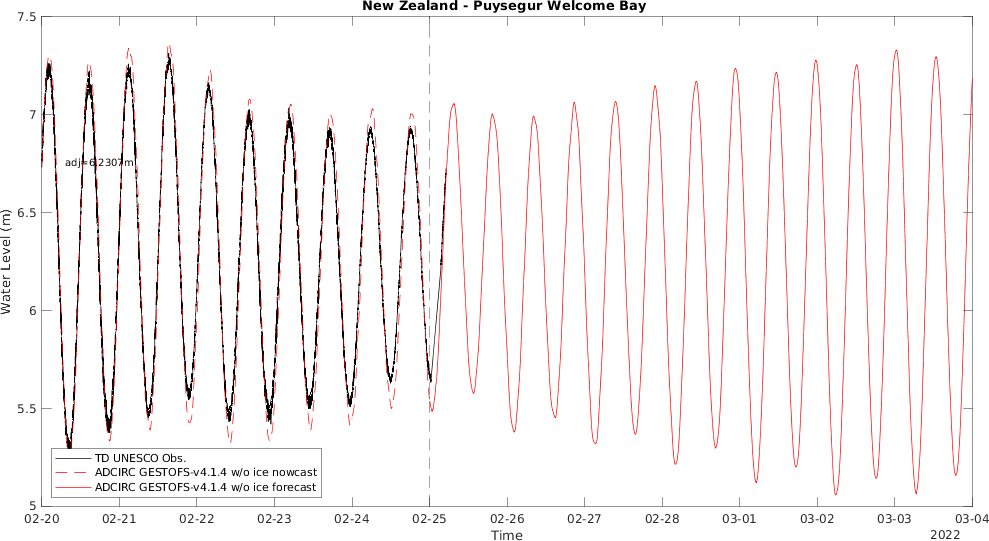 New Zealand - Puysegur Welcome Bay
7.5
7
6.5
6
5.5
5
Water Level (m)
adj=6.2307m
TD UNESCO Obs.
ADCIRC GESTOFS-v4.1.4 w/o ice nowcast
ADCIRC GESTOFS-v4.1.4 w/o ice forecast
02-20 02-21 02-22 02-23 02-24 02-25 02-26 02-27 02-28 03-01 03-02 03-03 03-04
Time
2022